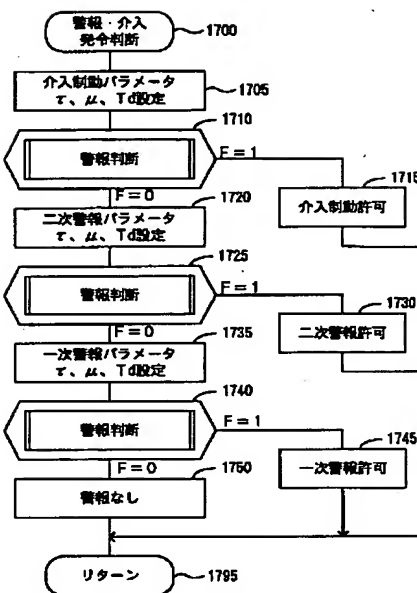 警報・介入
発令判断
1700
介入制動パラメータ
τ、μ、Td設定
1705
1710
警報判断
F=1
F=0
1715
介入制動許可
1720
二次警報パラメータ
τ、μ、Td設定
1725
警報判断
F=1
F=0
1730
二次警報許可
1735
一次警報パラメータ
τ、μ、Td設定
1740
警報判断
F=1
F=0
1745
一次警報許可
1750
警報なし
リターン
1795